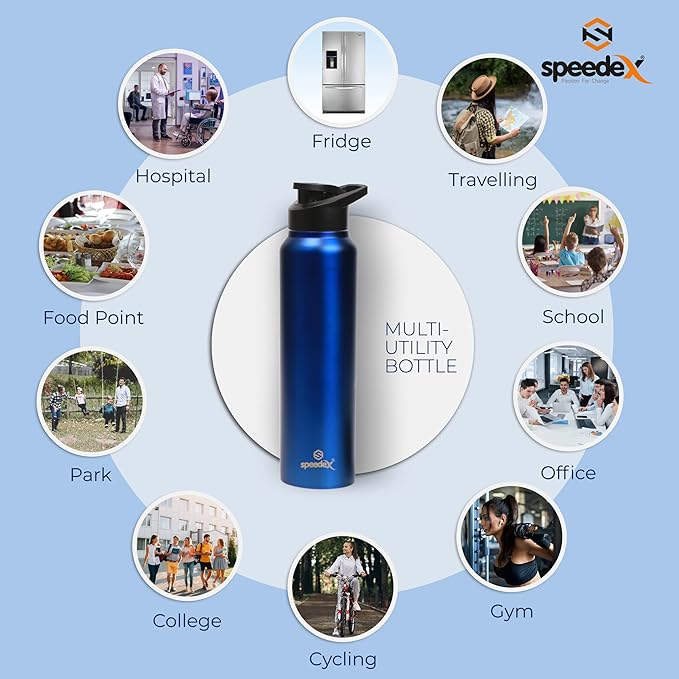 speedeX®
Passion For Change
Fridge
Hospital
Travelling
Food Point
School
MULTI-
UTILITY
BOTTLE
Park
Office
speedeX®
College
Gym
Cycling